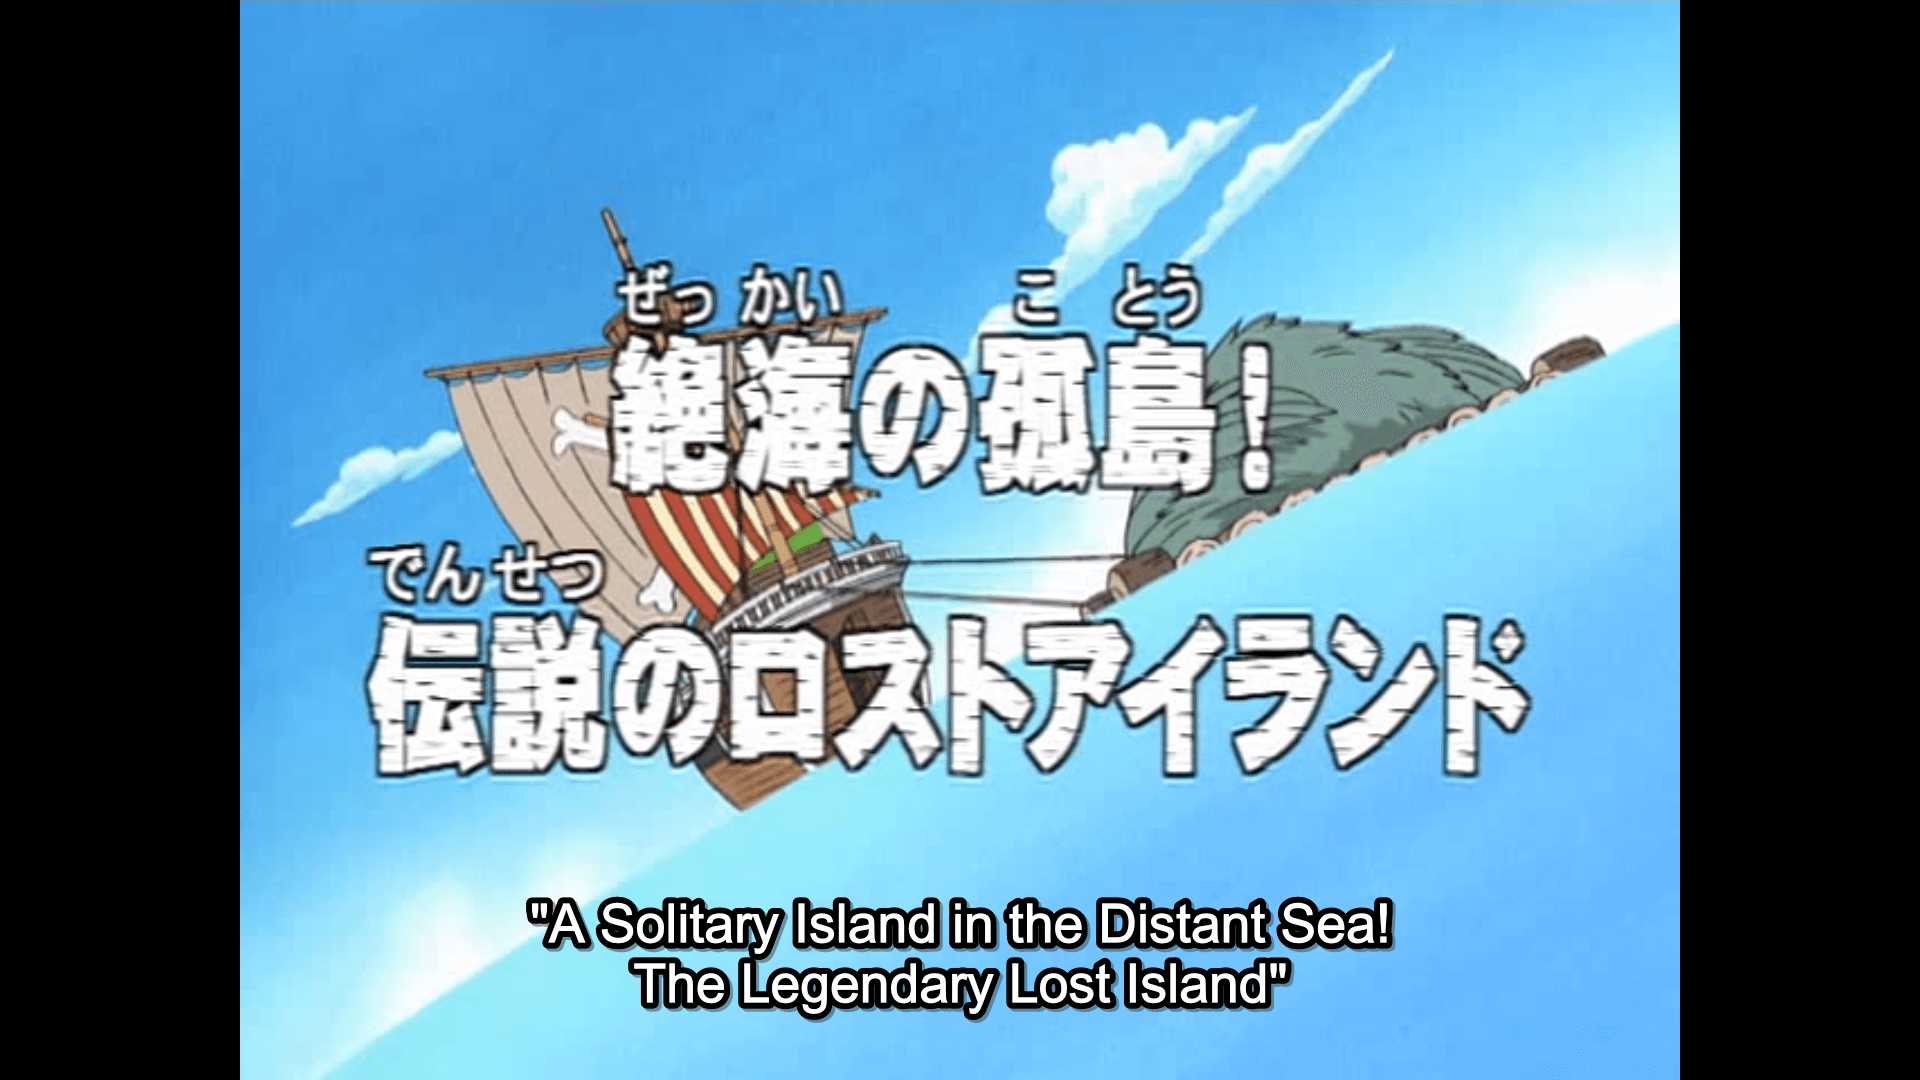 ぜっ かい こ とう
絶海の孤島!
でん せつ
伝説のロストアイランド
"A Solitary Island in the Distant Sea!
The Legendary Lost Island"